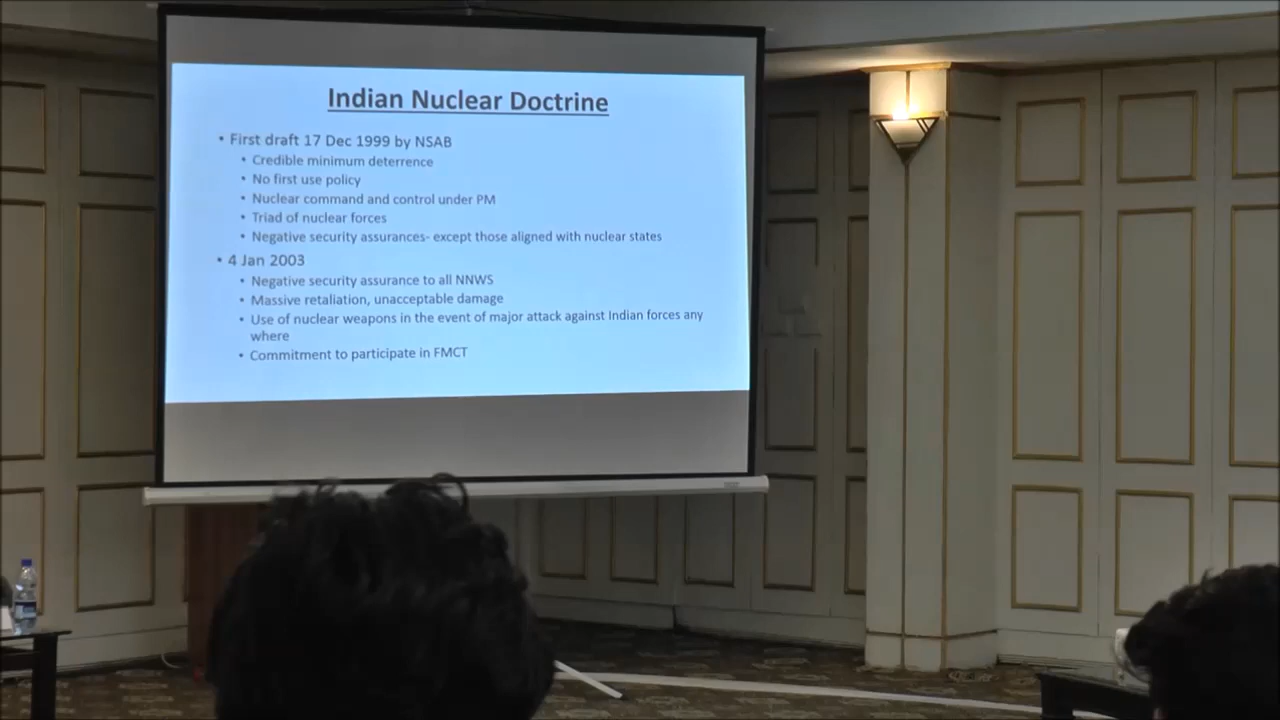 Indian Nuclear Doctrine
• First draft 17 Dec 1999 by NSAB
• Credible minimum deterrence
• No first use policy
• Nuclear command and control under PM
• Triad of nuclear forces
• Negative security assurances- except those aligned with nuclear states
• 4 Jan 2003
• Negative security assurance to all NNWS
• Massive retaliation, unacceptable damage
• Use of nuclear weapons in the event of major attack against Indian forces any
where
• Commitment to participate in FMCT